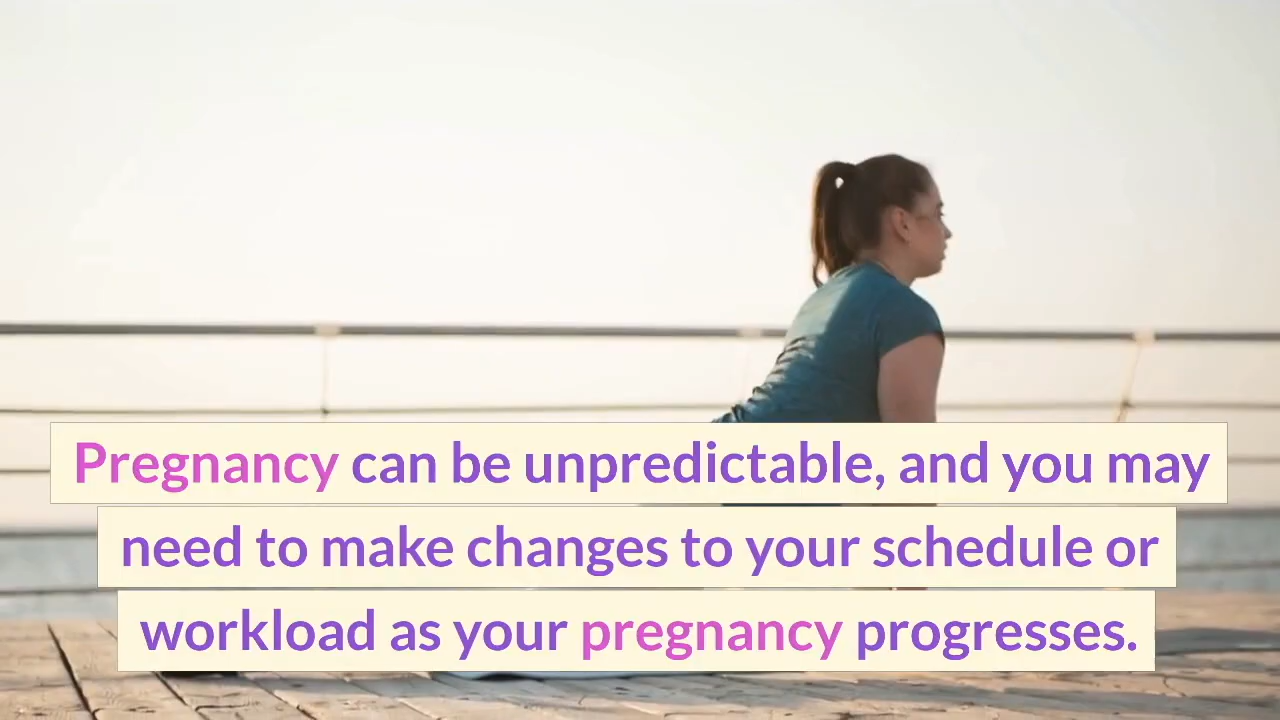 Pregnancy can be unpredictable, and you may
need to make changes to your schedule or
workload as your pregnancy progresses.